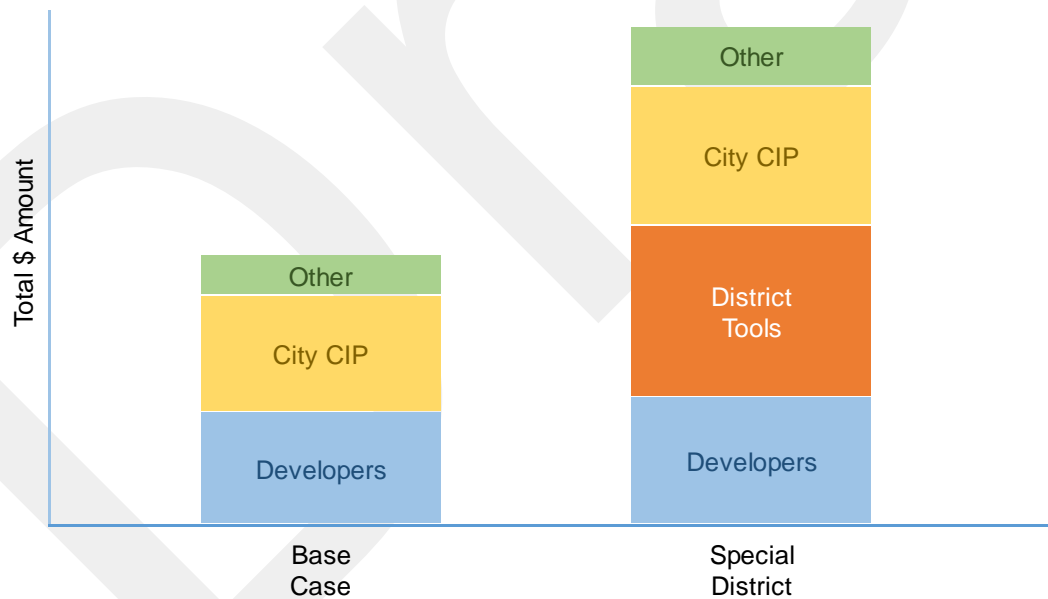 Total $ Amount
Other
City CIP
Developers
Other
City CIP
District
Tools
Developers
Base
Case
Special
District